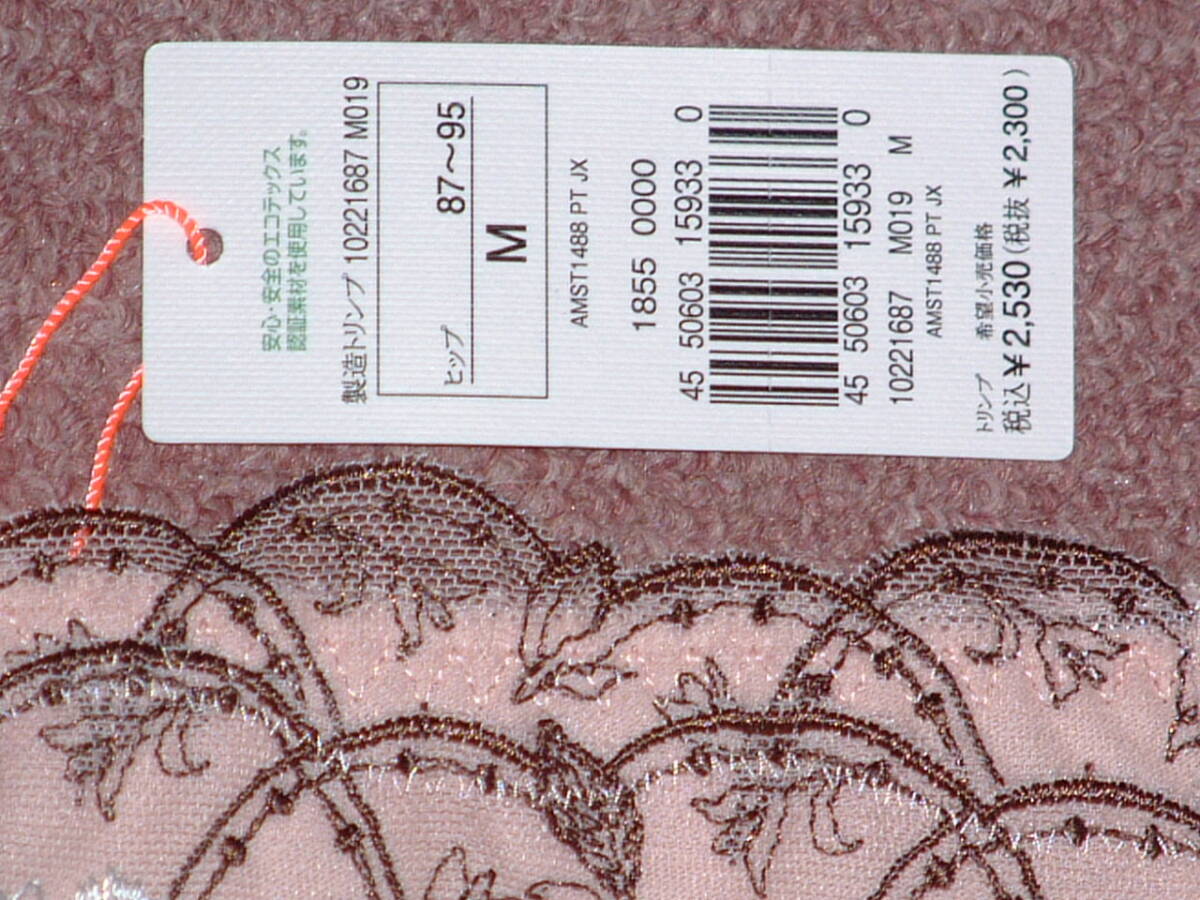 安心・安全のエコテックス
認証素材を使用しています。
製造トリンプ 10221687 M019
ヒップ 87～95
M
AMST1488 PT JX
1855 0000
45 50603 15933 0
45 50603 15933 0
10221687 M019 M
AMST1488 PT JX
トリンプ 希望小売価格
税込￥2,530(税抜￥2,300)